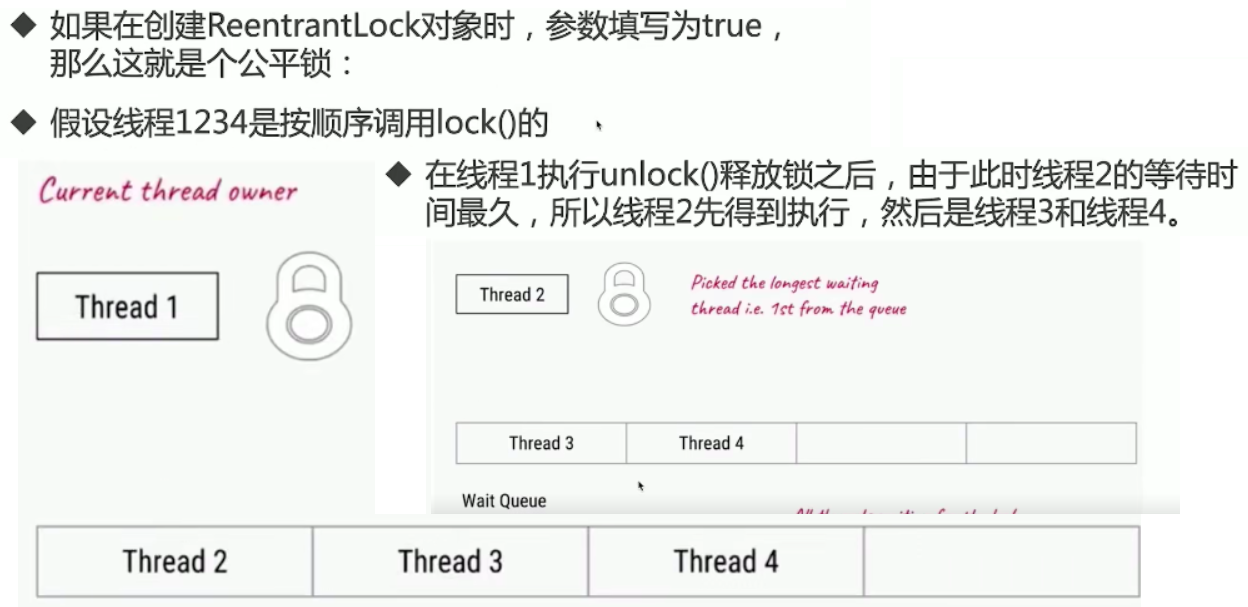 ◆ 如果在创建ReentrantLock对象时，参数填写为true，
那么这就是个公平锁：
◆ 假设线程1234是按顺序调用lock()的
◆ 在线程1执行unlock()释放锁之后，由于此时线程2的等待时
间最久，所以线程2先得到执行，然后是线程3和线程4。
Current thread owner
Thread 1
Thread 2
Picked the longest waiting
thread i.e. 1st from the queue
Thread 3 Thread 4
Wait Queue
Thread 2 Thread 3 Thread 4